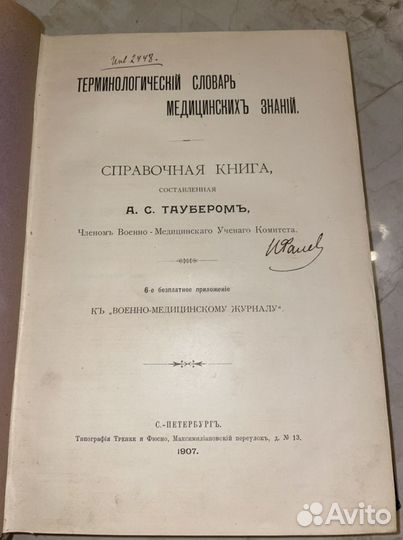 Инв 2448.
ТЕРМИНОЛОГИЧЕСКІЙ СЛОВАРЬ
МЕДИЦИНСКИХЪ ЗНАНІЙ.
СПРАВОЧНАЯ КНИГА,
СОСТАВЛЕННАЯ
А. С. ТАУБЕРОМЪ,
Членомъ Военно-Медицинскаго Ученаго Комитета.
6-е безплатное приложеніе
КЪ „ВОЕННО-МЕДИЦИНСКОМУ ЖУРНАЛУ“.
С.-ПЕТЕРБУРГЪ.
Типографія Тренке и Фюсно, Максимиліановскій переулокъ, д. № 13.
1907.
Avito